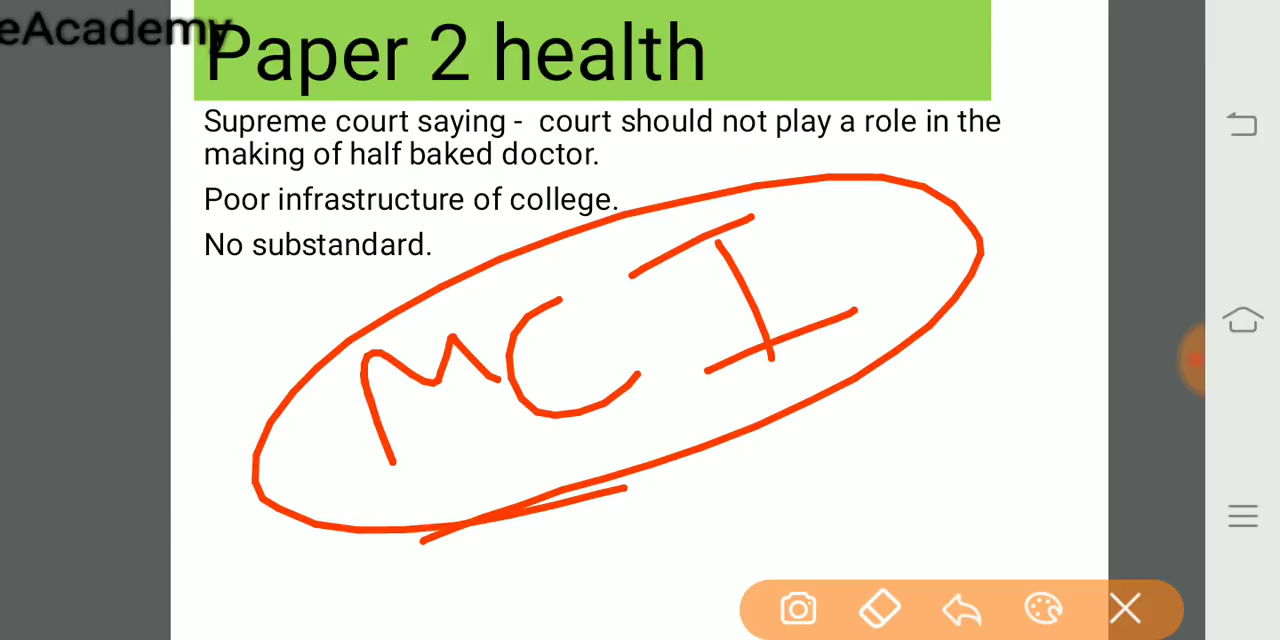 eAcademy
Paper 2 health
Supreme court saying -  court should not play a role in the
making of half baked doctor.
Poor infrastructure of college.
No substandard.
MCI